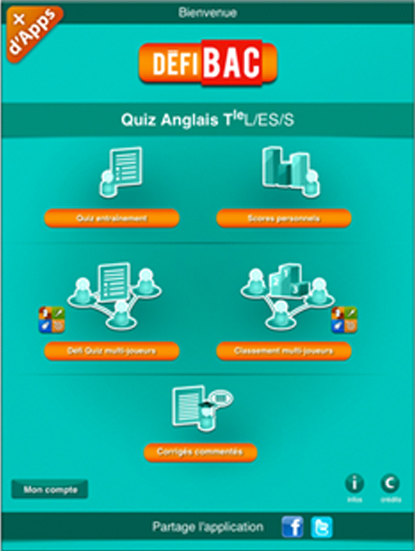 Bienvenue
+
d'Apps
DÉFI BAC
Quiz Anglais TleL/ES/S
Quiz entraînement
Scores personnels
Défi Quiz multi-joueurs
Classement multi-joueurs
Corrigés commentés
Mon compte
i
infos
C
crédits
Partage l'application